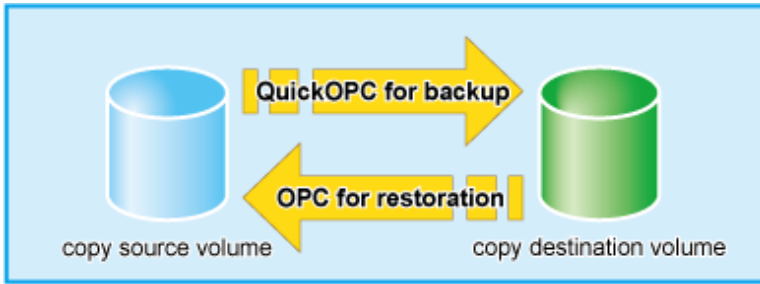 QuickOPC for backup
OPC for restoration
copy source volume
copy destination volume